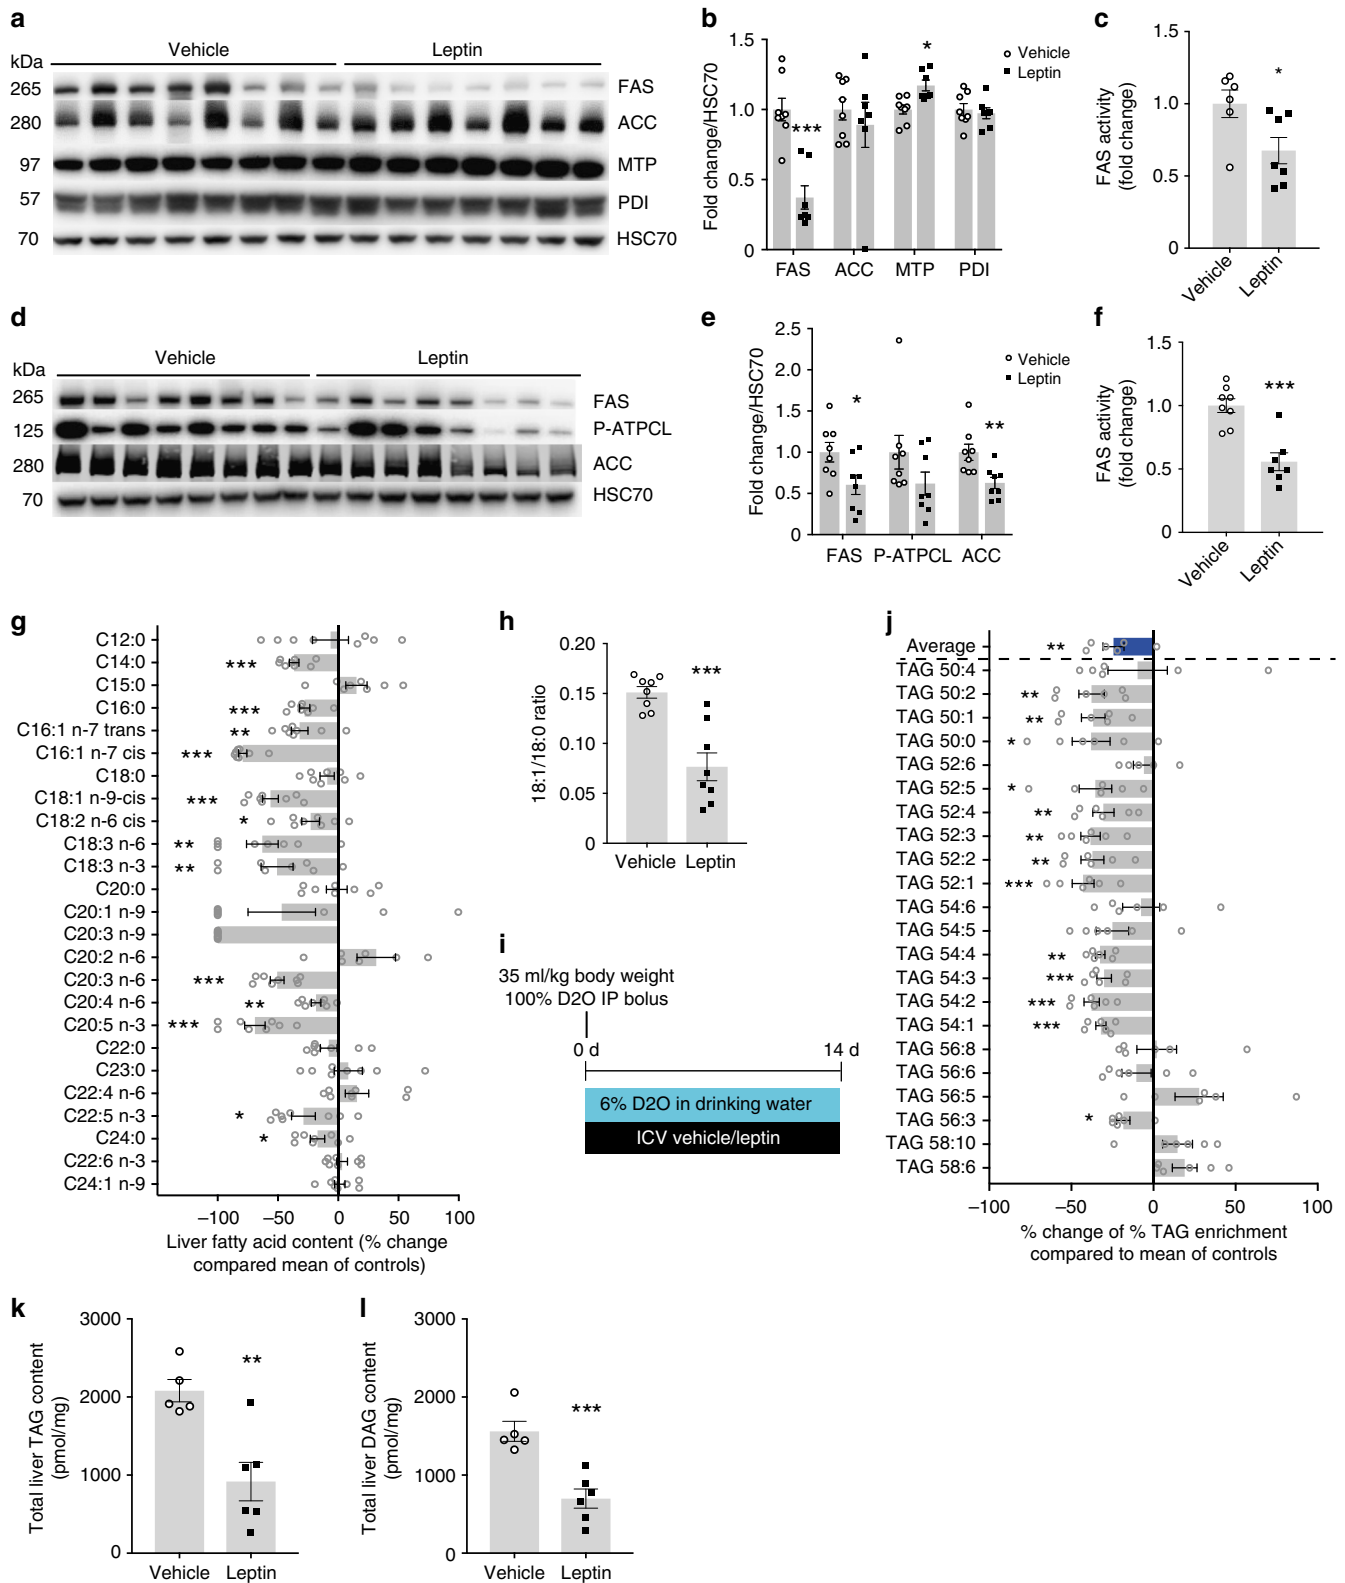 a
Vehicle
Leptin
kDa
265
FAS
280
ACC
97
MTP
57
PDI
70
HSC70
b
Fold change/HSC70
1.5
1.0
0.5
0
***
*
Vehicle
Leptin
FAS
ACC
MTP
PDI
c
FAS activity
(fold change)
1.5
1.0
0.5
0
*
Vehicle
Leptin
d
Vehicle
Leptin
kDa
265
FAS
125
P-ATPCL
280
ACC
70
HSC70
e
Fold change/HSC70
2.5
2.0
1.5
1.0
0.5
0
*
**
Vehicle
Leptin
FAS
P-ATPCL
ACC
f
FAS activity
(fold change)
1.5
1.0
0.5
0
***
Vehicle
Leptin
g
C12:0
C14:0 ***
C15:0
C16:0 ***
C16:1 n-7 trans **
C16:1 n-7 cis ***
C18:0
C18:1 n-9-cis ***
C18:2 n-6 cis *
C18:3 n-6 **
C18:3 n-3 **
C20:0
C20:1 n-9
C20:3 n-9
C20:2 n-6
C20:3 n-6 ***
C20:4 n-6 **
C20:5 n-3 ***
C22:0
C23:0
C22:4 n-6
C22:5 n-3 *
C24:0 *
C22:6 n-3
C24:1 n-9
−100 −50 0 50 100
Liver fatty acid content (% change
compared mean of controls)
h
18:1/18:0 ratio
0.20
0.15
0.10
0.05
0
***
Vehicle
Leptin
i
35 ml/kg body weight
100% D2O IP bolus
0 d
14 d
6% D2O in drinking water
ICV vehicle/leptin
j
Average **
TAG 50:4
TAG 50:2 **
TAG 50:1 **
TAG 50:0 *
TAG 52:6
TAG 52:5 *
TAG 52:4 **
TAG 52:3 **
TAG 52:2 **
TAG 52:1 ***
TAG 54:6
TAG 54:5
TAG 54:4 **
TAG 54:3 ***
TAG 54:2 ***
TAG 54:1 ***
TAG 56:8
TAG 56:6
TAG 56:5
TAG 56:3 *
TAG 58:10
TAG 58:6
−100 −50 0 50 100
% change of % TAG enrichment
compared to mean of controls
k
Total liver TAG content
(pmol/mg)
3000
2000
1000
0
**
Vehicle
Leptin
l
Total liver DAG content
(pmol/mg)
3000
2000
1000
0
***
Vehicle
Leptin